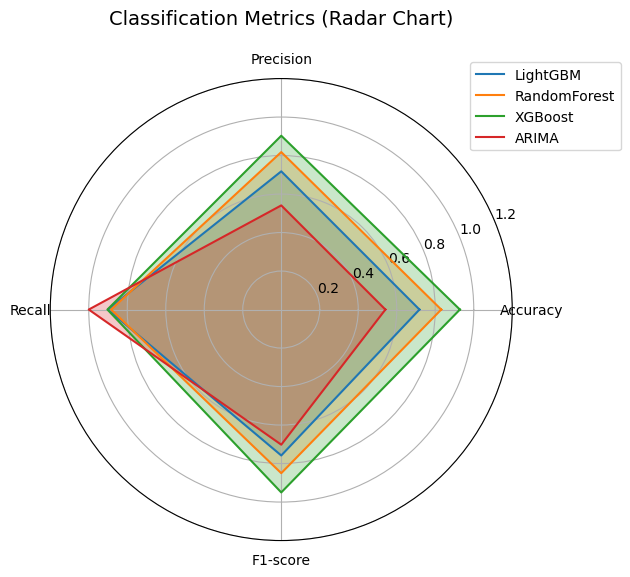 Classification Metrics (Radar Chart)
Precision
LightGBM
RandomForest
XGBoost
ARIMA
1.2
1.0
0.8
0.6
0.4
0.2
Recall
Accuracy
F1-score